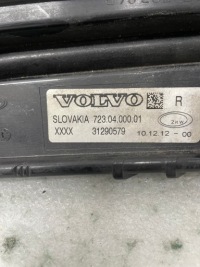 VOLVO R
SLOVAKIA 723.04.000.01
XXXX 31290579 10.12.12 - 00